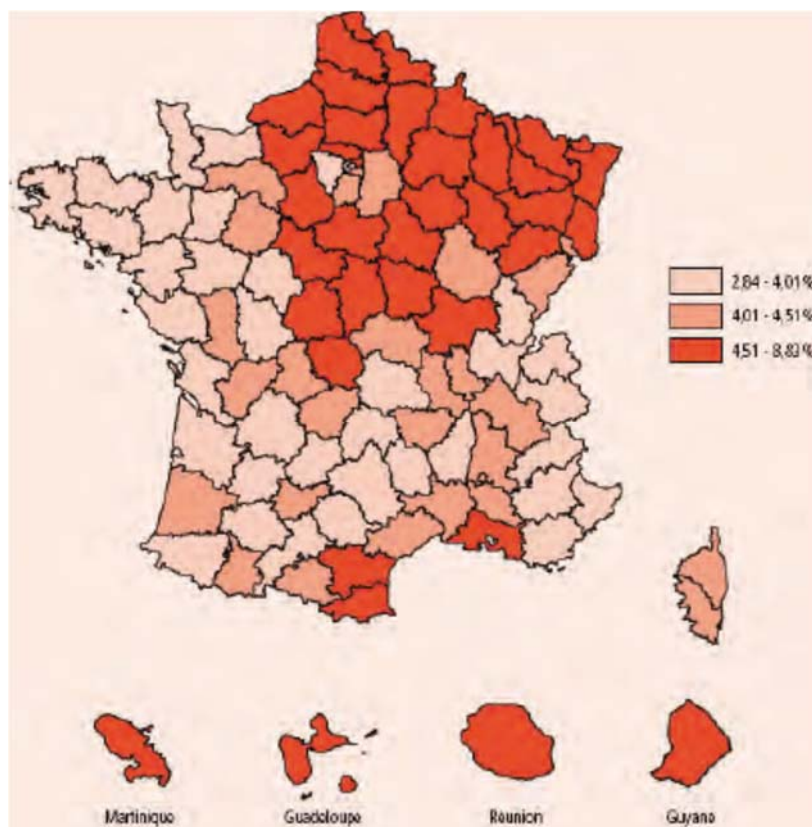 2,84 - 4,01%
4,01 - 4,51%
4,51 - 8,83%
Martinique
Guadeloupe
Réunion
Guyane